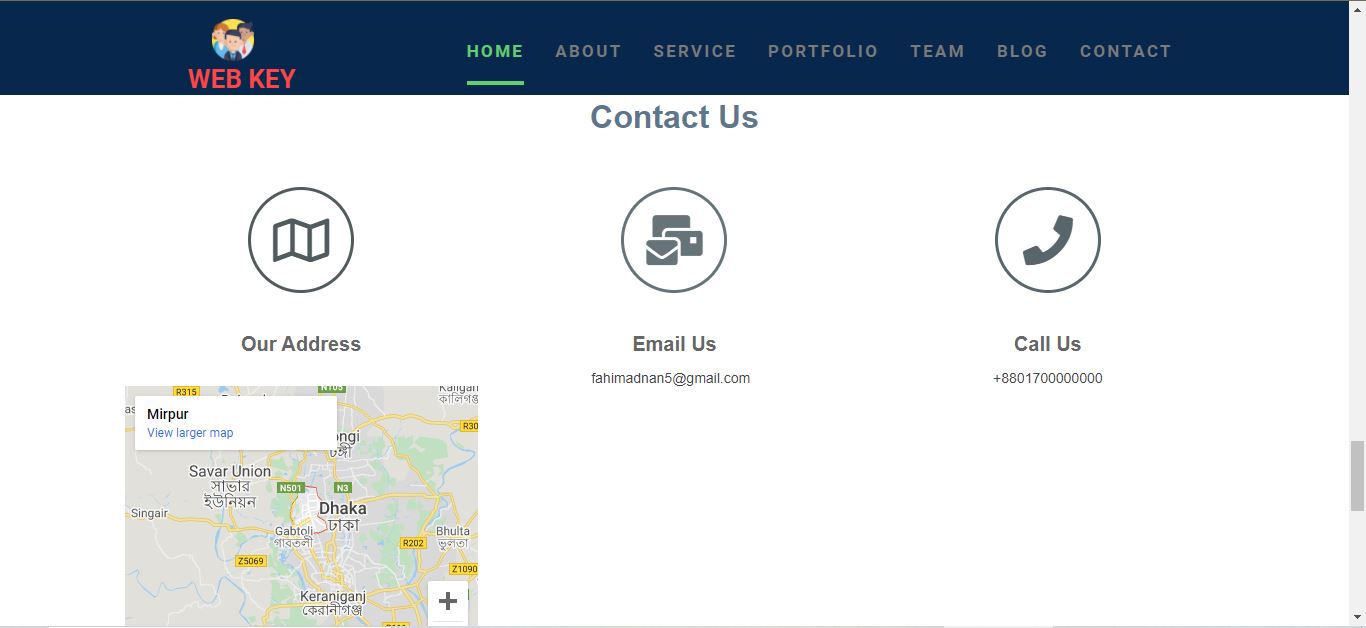 WEB KEY
HOME ABOUT SERVICE PORTFOLIO TEAM BLOG CONTACT
Contact Us
Our Address
Email Us
Call Us
fahimadnan5@gmail.com
+8801700000000
R315
N105
Mirpur
View larger map
R30
ongi
টঙ্গী
Savar Union
সাভার
ইউনিয়ন
N501
N3
Singair
Dhaka
ঢাকা
Gabtoli
গাবতলী
Bhulta
ভুলতা
R202
Z5069
Z1090
Keraniganj
কেরানীগঞ্জ